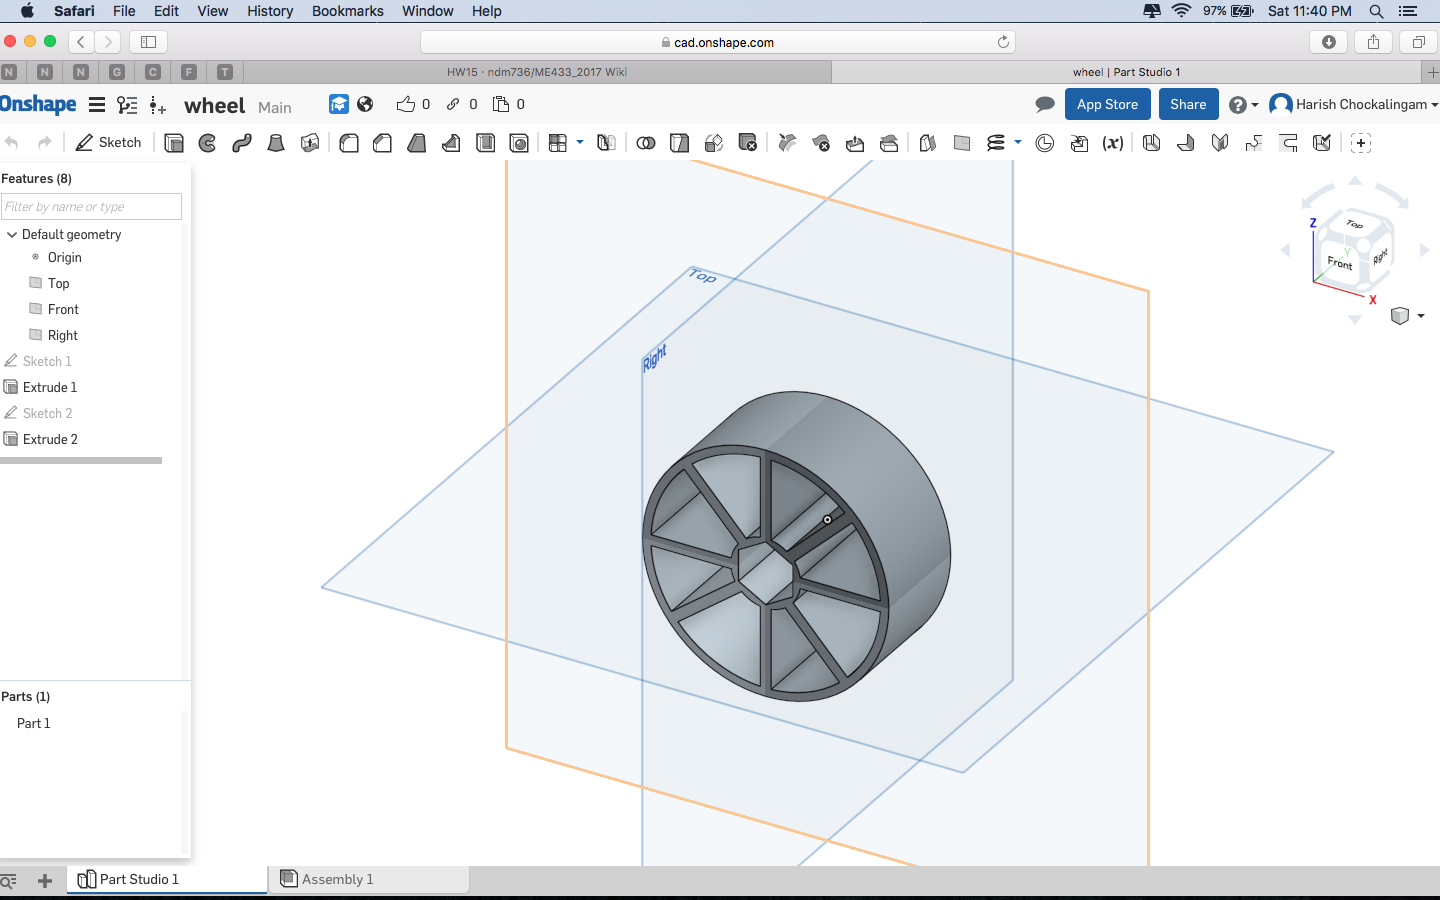 Safari File Edit View History Bookmarks Window Help 97% Sat 11:40 PM
cad.onshape.com
N N N G C F T HW15 · ndm736/ME433_2017 Wiki wheel | Part Studio 1
Onshape wheel Main 0 0 0 App Store Share ? Harish Chockalingam
Sketch (x)
Features (8)
Filter by name or type
Default geometry
Origin
Top
Front
Right
Sketch 1
Extrude 1
Sketch 2
Extrude 2
Parts (1)
Part 1
Top
Right
Z
Top
Y
Front
Right
X
Part Studio 1 Assembly 1